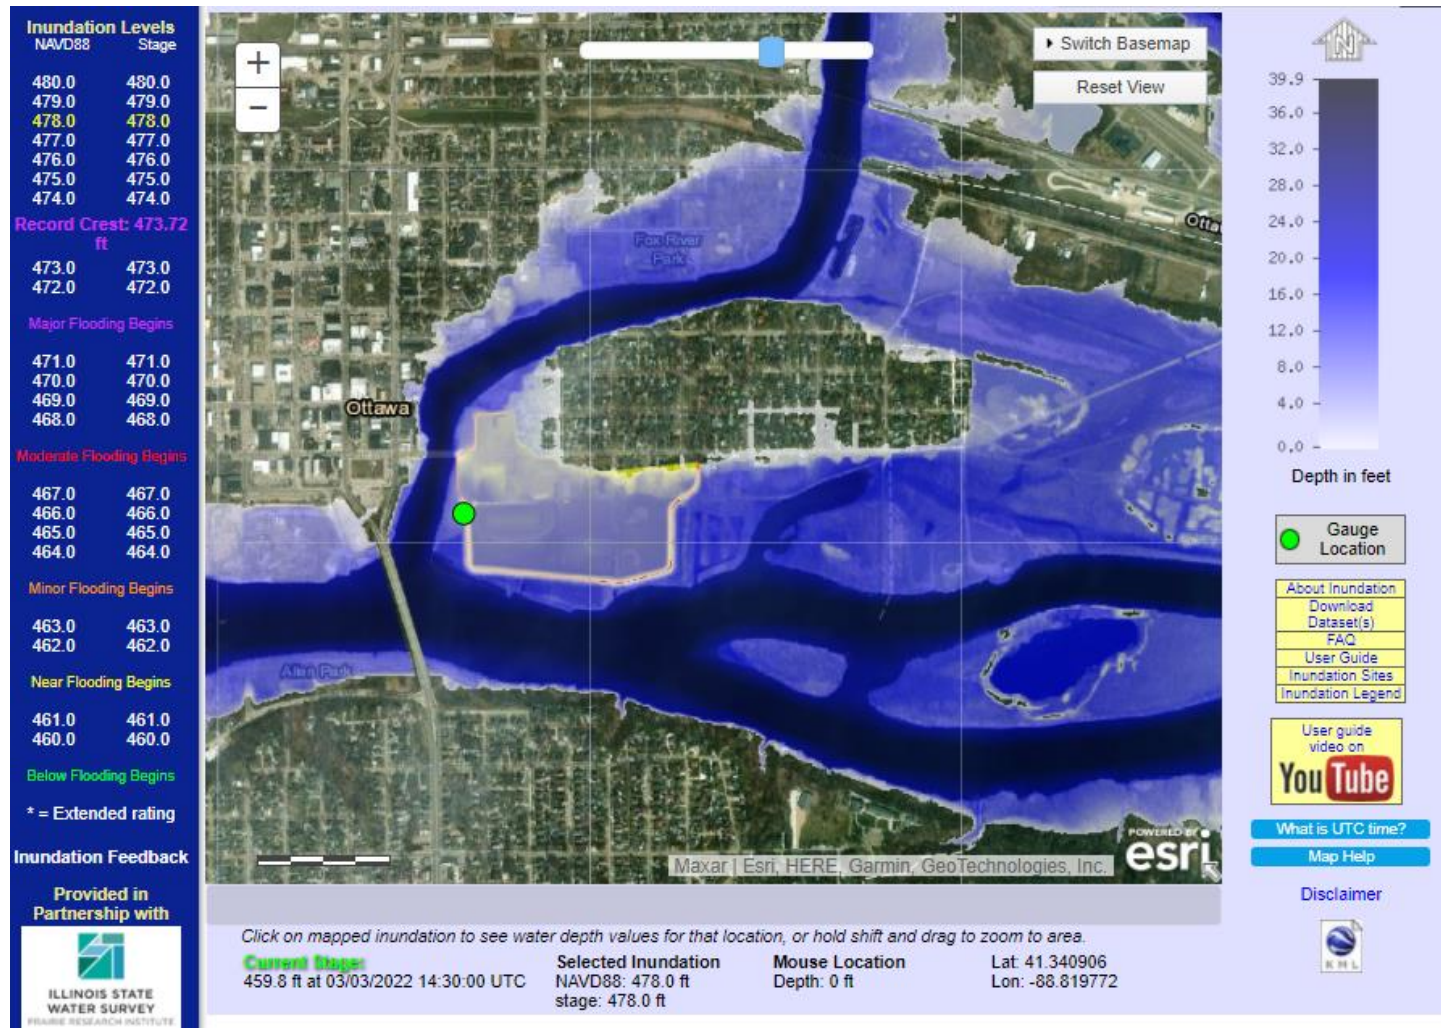 Inundation Levels
NAVD88 Stage
480.0 480.0
479.0 479.0
478.0 478.0
477.0 477.0
476.0 476.0
475.0 475.0
474.0 474.0
Record Crest: 473.72
ft
473.0 473.0
472.0 472.0
Major Flooding Begins
471.0 471.0
470.0 470.0
469.0 469.0
468.0 468.0
Moderate Flooding Begins
467.0 467.0
466.0 466.0
465.0 465.0
464.0 464.0
Minor Flooding Begins
463.0 463.0
462.0 462.0
Near Flooding Begins
461.0 461.0
460.0 460.0
Below Flooding Begins
* = Extended rating
Inundation Feedback
Provided in
Partnership with
ILLINOIS STATE
WATER SURVEY
PRAIRIE RESEARCH INSTITUTE
+
−
Switch Basemap
Reset View
Fox River
Park
Ottawa
Otta
Allen Park
Maxar | Esri, HERE, Garmin, GeoTechnologies, Inc.
POWERED BY
esri
N
39.9
36.0
32.0
28.0
24.0
20.0
16.0
12.0
8.0
4.0
0.0
Depth in feet
Gauge
Location
About Inundation
Download
Dataset(s)
FAQ
User Guide
Inundation Sites
Inundation Legend
User guide
video on
YouTube
What is UTC time?
Map Help
Disclaimer
KML
Click on mapped inundation to see water depth values for that location, or hold shift and drag to zoom to area.
Current Stage:
459.8 ft at 03/03/2022 14:30:00 UTC
Selected Inundation
NAVD88: 478.0 ft
stage: 478.0 ft
Mouse Location
Depth: 0 ft
Lat: 41.340906
Lon: -88.819772